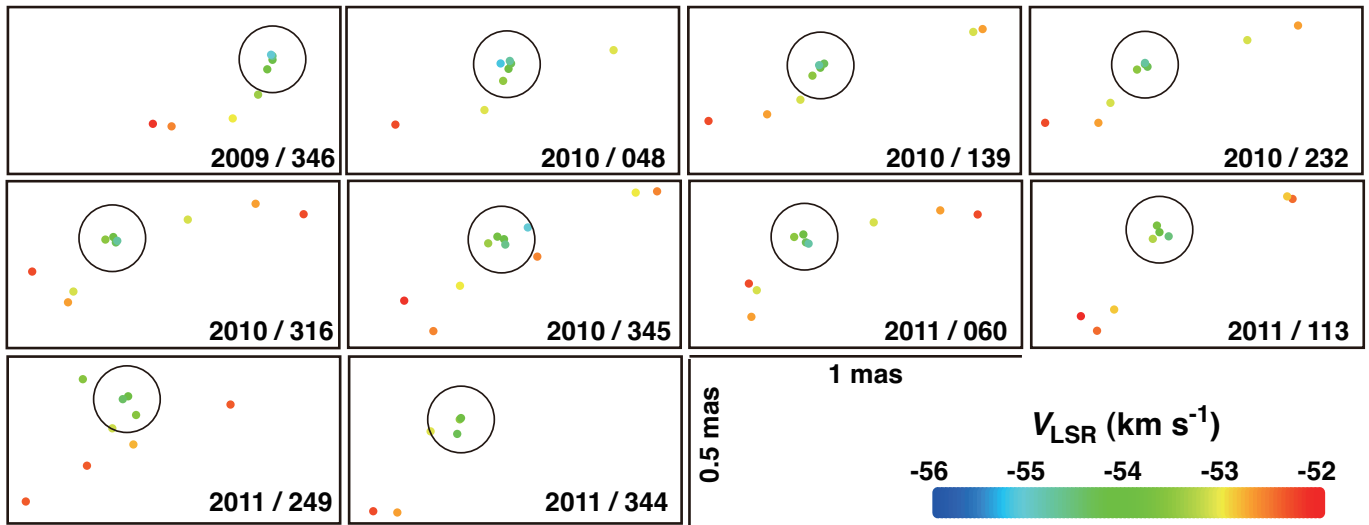 2009 / 346
2010 / 048
2010 / 139
2010 / 232
2010 / 316
2010 / 345
2011 / 060
2011 / 113
2011 / 249
2011 / 344
1 mas
0.5 mas
V_LSR (km s^-1)
-56 -55 -54 -53 -52